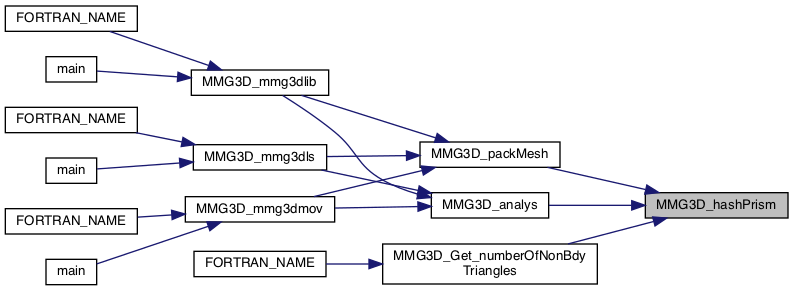 FORTRAN_NAME
main
MMG3D_mmg3dlib
FORTRAN_NAME
main
MMG3D_mmg3dls
MMG3D_packMesh
FORTRAN_NAME
main
MMG3D_mmg3dmov
MMG3D_analys
MMG3D_hashPrism
FORTRAN_NAME
MMG3D_Get_numberOfNonBdy
Triangles